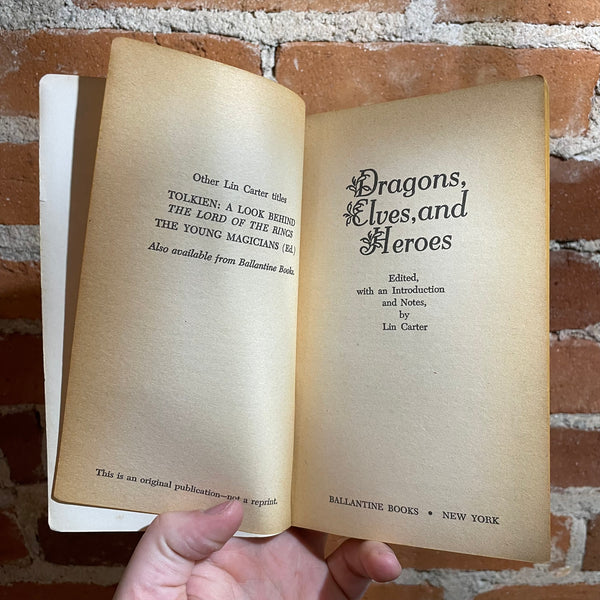 Other Lin Carter titles
TOLKIEN: A LOOK BEHIND
THE LORD OF THE RINGS
THE YOUNG MAGICIANS (Ed.)
Also available from Ballantine Books.
This is an original publication—not a reprint.
Dragons,
Elves, and
Heroes
Edited,
with an Introduction
and Notes,
by
Lin Carter
BALLANTINE BOOKS • NEW YORK